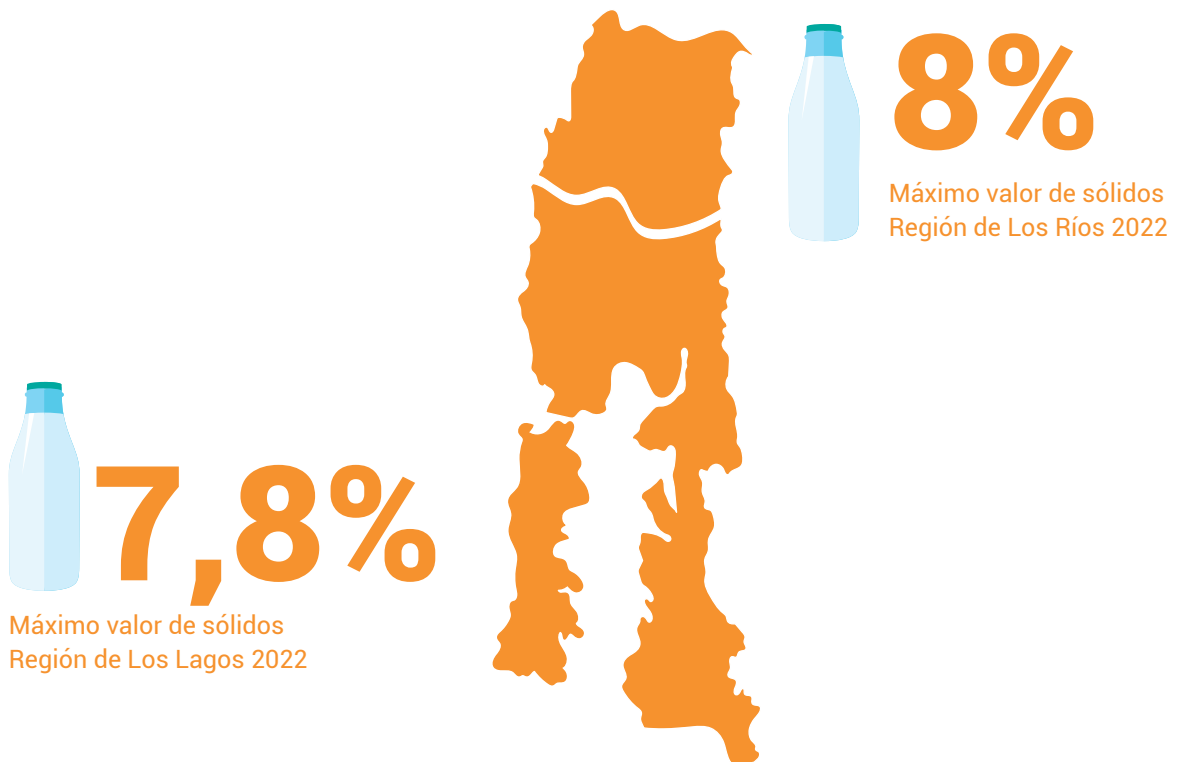 8%
Máximo valor de sólidos
Región de Los Ríos 2022
7,8%
Máximo valor de sólidos
Región de Los Lagos 2022